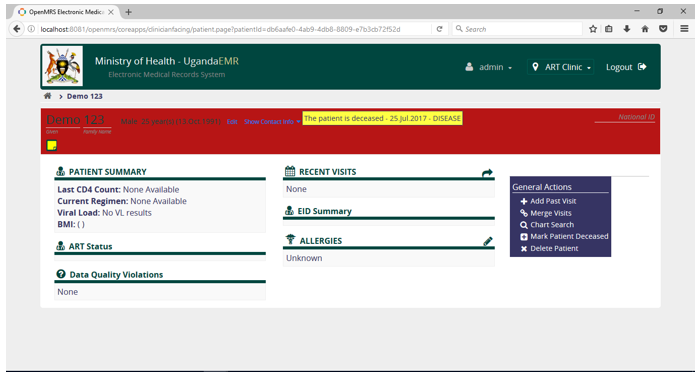 OpenMRS Electronic Medic
localhost:8081/openmrs/coreapps/clinicianfacing/patient.page?patientId=db6aafe0-4ab9-4db8-8809-e7b3cb72f52d
Search
Ministry of Health - UgandaEMR
Electronic Medical Records System
admin
ART Clinic
Logout
Demo 123
Demo 123
Given Family Name
Male 25 year(s)
Edit
Show Contact Info
The patient is deceased - 25.Jul.2017 - DISEASE
National ID
PATIENT SUMMARY
Last CD4 Count: None Available
Current Regimen: None Available
Viral Load: No VL results
BMI: ( )
ART Status
Data Quality Violations
None
RECENT VISITS
None
EID Summary
ALLERGIES
Unknown
General Actions
Add Past Visit
Merge Visits
Chart Search
Mark Patient Deceased
Delete Patient